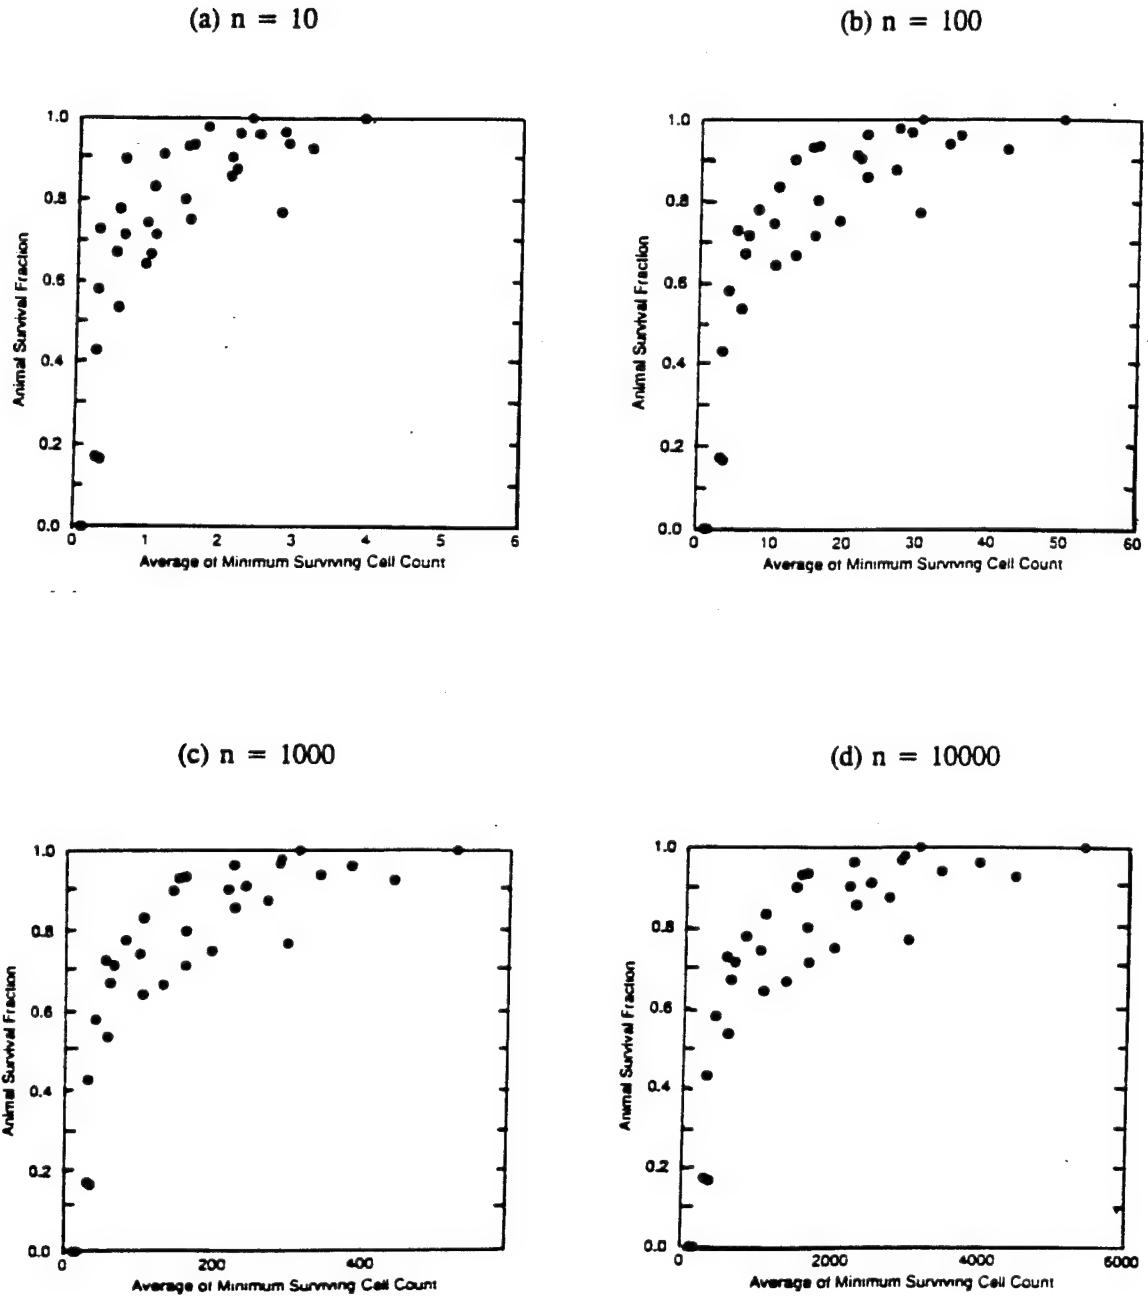 (a) n = 10
(b) n = 100
1.0
0.8
0.6
0.4
0.2
0.0
Animal Survival Fraction
0 1 2 3 4 5 6
Average of Minimum Surviving Cell Count
1.0
0.8
0.6
0.4
0.2
0.0
Animal Survival Fraction
0 10 20 30 40 50 60
Average of Minimum Surviving Cell Count
(c) n = 1000
(d) n = 10000
1.0
0.8
0.6
0.4
0.2
0.0
Animal Survival Fraction
0 200 400
Average of Minimum Surviving Cell Count
1.0
0.8
0.6
0.4
0.2
0.0
Animal Survival Fraction
0 2000 4000 6000
Average of Minimum Surviving Cell Count